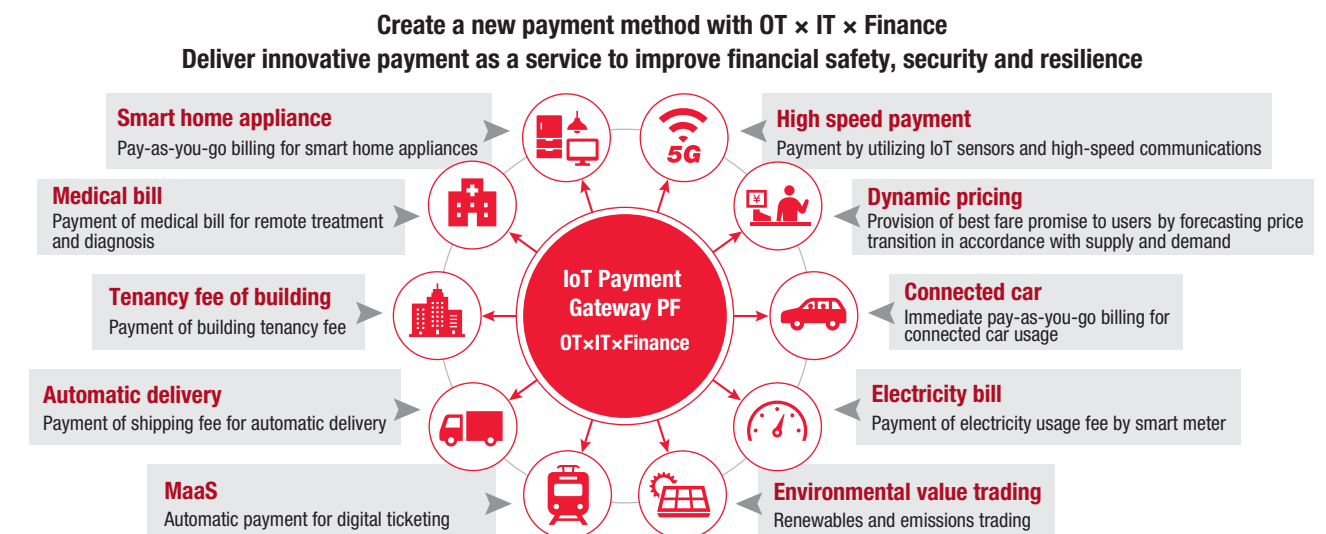 Create a new payment method with OT × IT × Finance
Deliver innovative payment as a service to improve financial safety, security and resilience
Smart home appliance
Pay-as-you-go billing for smart home appliances
5G
High speed payment
Payment by utilizing IoT sensors and high-speed communications
Medical bill
Payment of medical bill for remote treatment
and diagnosis
¥
Dynamic pricing
Provision of best fare promise to users by forecasting price
transition in accordance with supply and demand
Tenancy fee of building
Payment of building tenancy fee
IoT Payment
Gateway PF
OT×IT×Finance
Connected car
Immediate pay-as-you-go billing for
connected car usage
Automatic delivery
Payment of shipping fee for automatic delivery
Electricity bill
Payment of electricity usage fee by smart meter
MaaS
Automatic payment for digital ticketing
Environmental value trading
Renewables and emissions trading